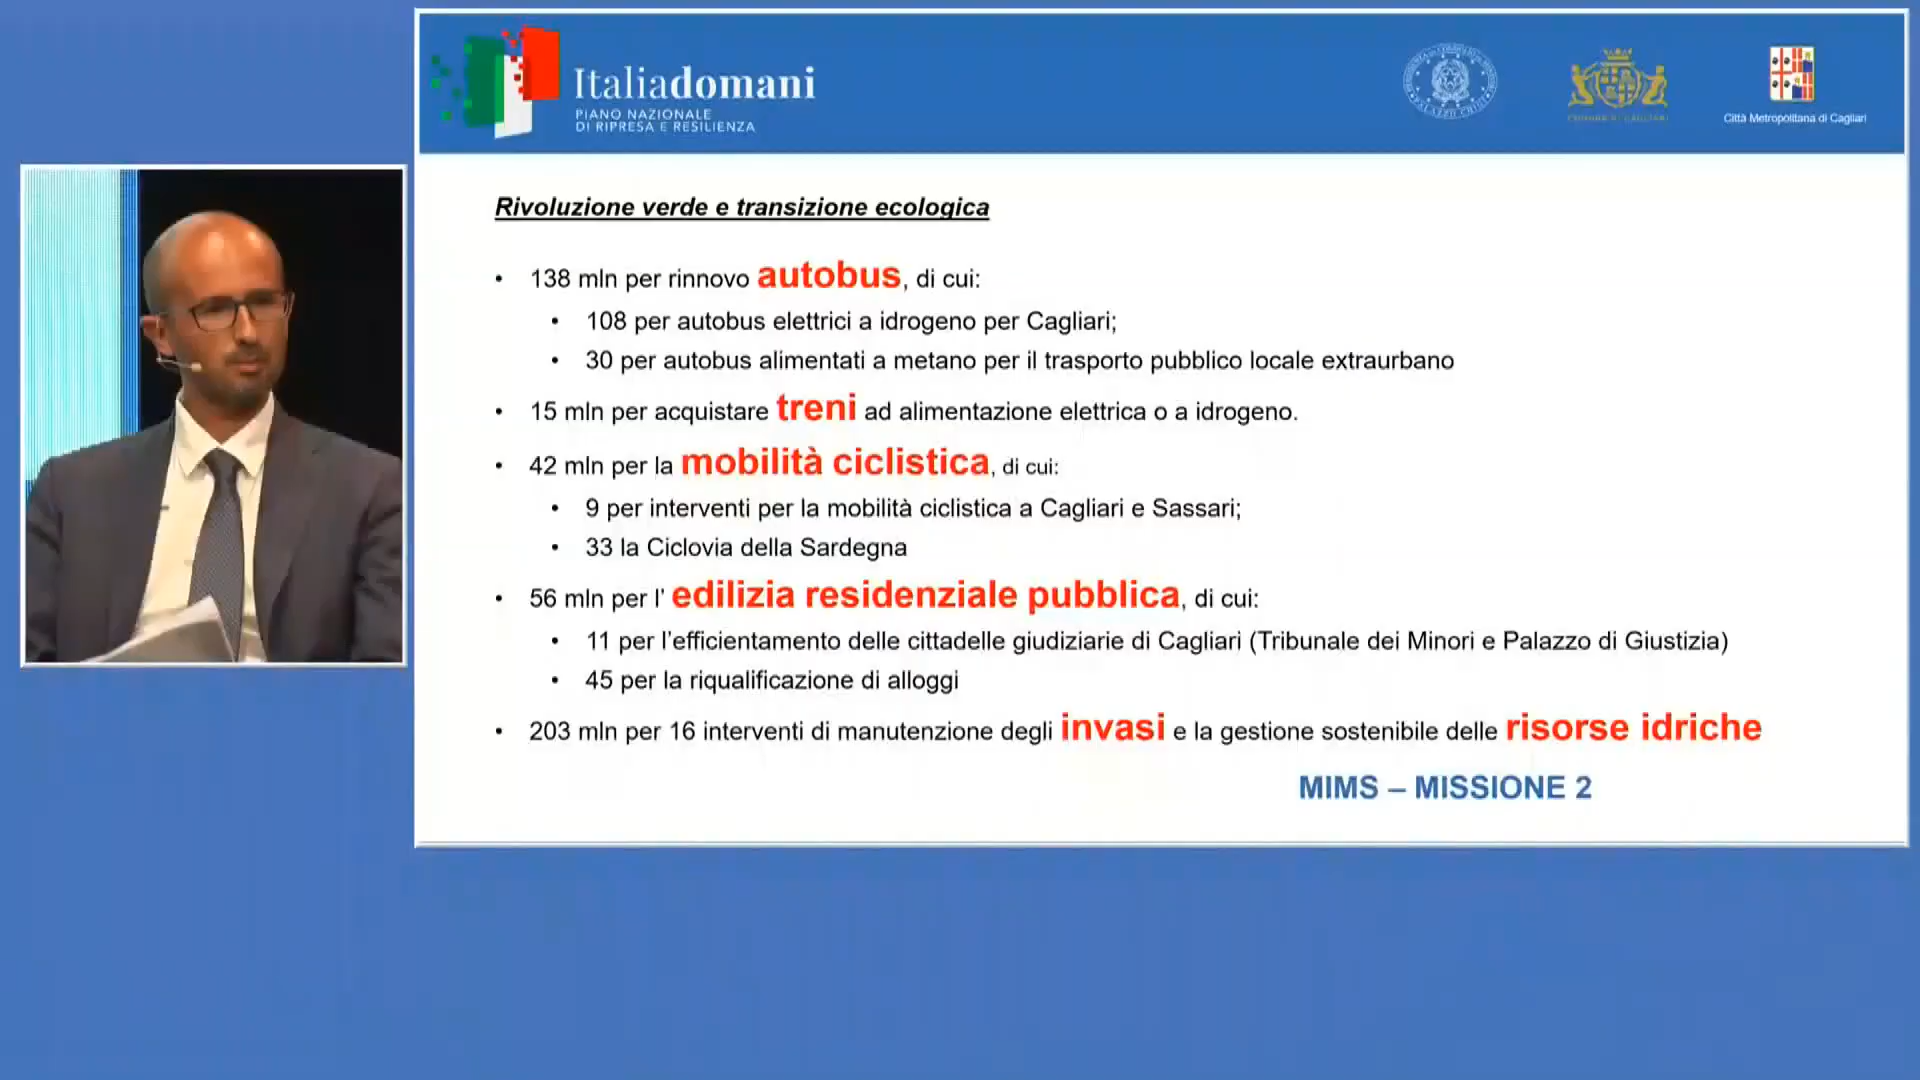 Italiadomani
PIANO NAZIONALE
DI RIPRESA E RESILIENZA
Città Metropolitana di Cagliari
Rivoluzione verde e transizione ecologica
• 138 mln per rinnovo autobus, di cui:
• 108 per autobus elettrici a idrogeno per Cagliari;
• 30 per autobus alimentati a metano per il trasporto pubblico locale extraurbano
• 15 mln per acquistare treni ad alimentazione elettrica o a idrogeno.
• 42 mln per la mobilità ciclistica, di cui:
• 9 per interventi per la mobilità ciclistica a Cagliari e Sassari;
• 33 la Ciclovia della Sardegna
• 56 mln per l' edilizia residenziale pubblica, di cui:
• 11 per l’efficientamento delle cittadelle giudiziarie di Cagliari (Tribunale dei Minori e Palazzo di Giustizia)
• 45 per la riqualificazione di alloggi
• 203 mln per 16 interventi di manutenzione degli invasi e la gestione sostenibile delle risorse idriche
MIMS – MISSIONE 2